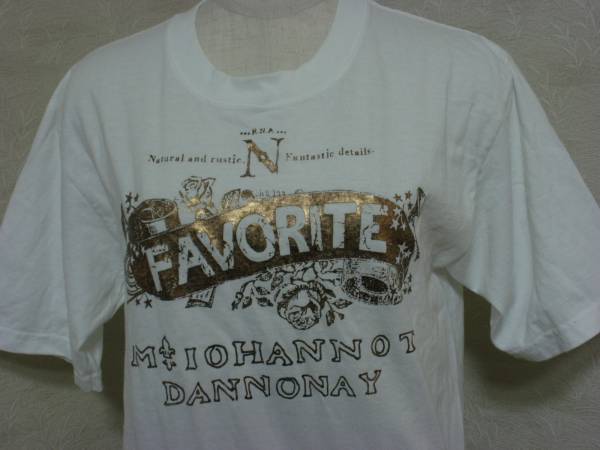 ...R.N.A....
N
Natural and rustic. Fantastic details.
FAVORITE
M⚜IOHANNOT
DANNONAY